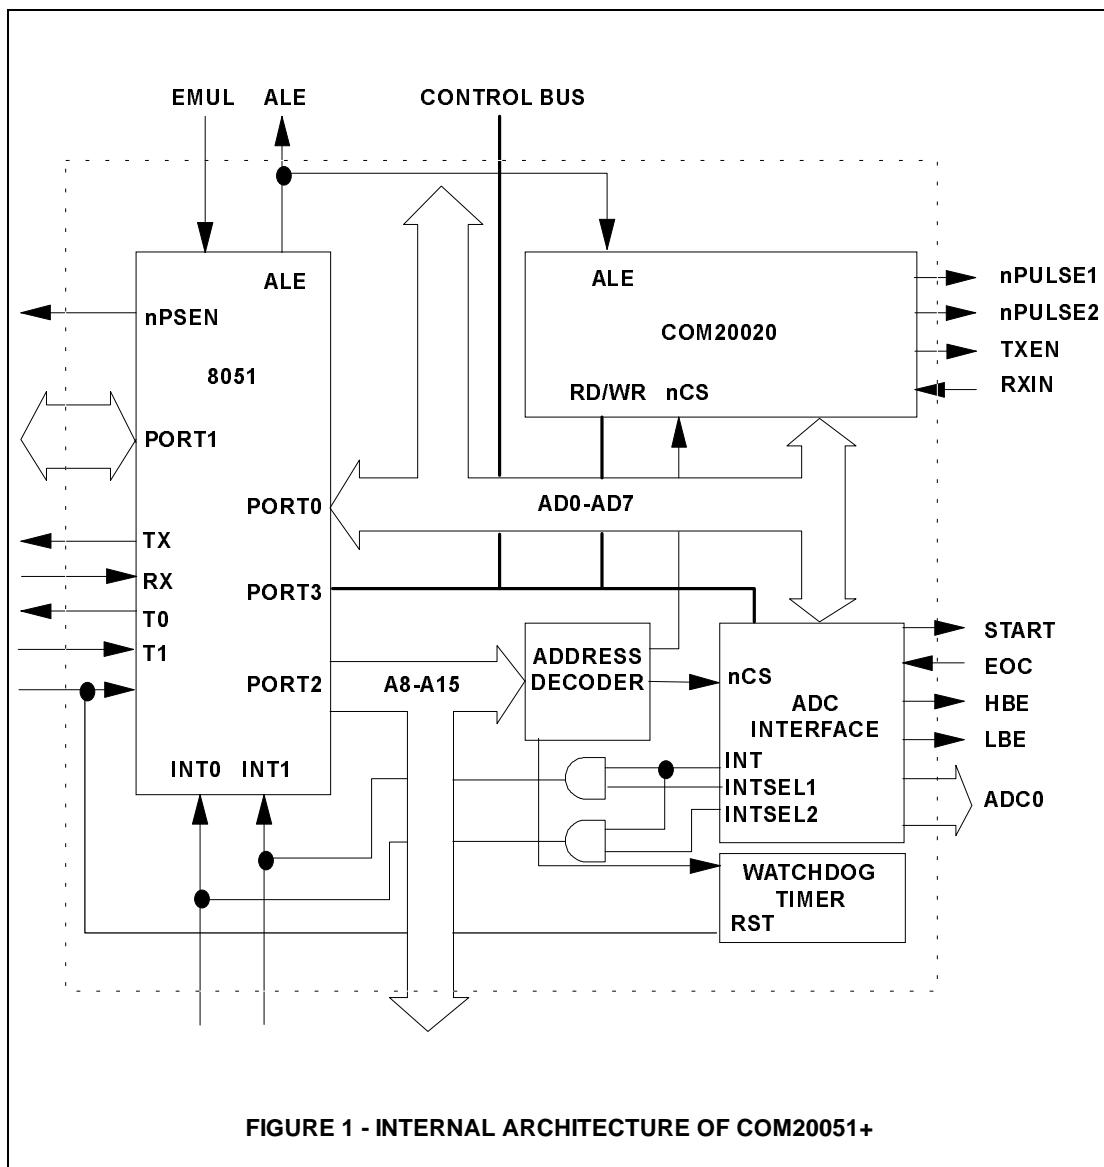 EMUL ALE CONTROL BUS
ALE
ALE
nPULSE1
nPSEN
nPULSE2
COM20020
TXEN
8051
RXIN
RD/WR nCS
PORT1
PORT0
AD0-AD7
TX
RX
PORT3
T0
START
T1
ADDRESS
DECODER
EOC
PORT2
A8-A15
nCS
ADC
INTERFACE
HBE
LBE
INT0 INT1
INT
INTSEL1
INTSEL2
ADC0
WATCHDOG
TIMER
RST
FIGURE 1 - INTERNAL ARCHITECTURE OF COM20051+